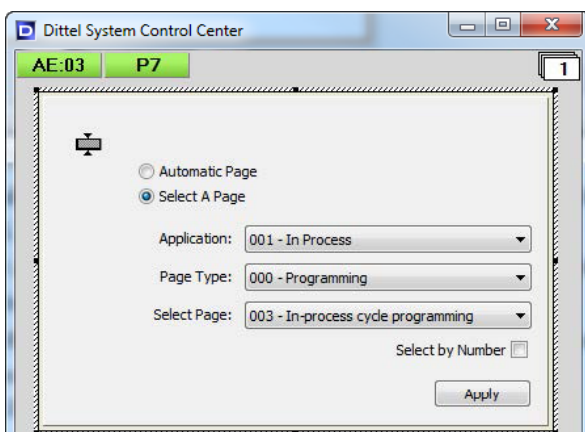 D Dittel System Control Center
AE:03 P7 1
Automatic Page
Select A Page
Application: 001 - In Process
Page Type: 000 - Programming
Select Page: 003 - In-process cycle programming
Select by Number
Apply